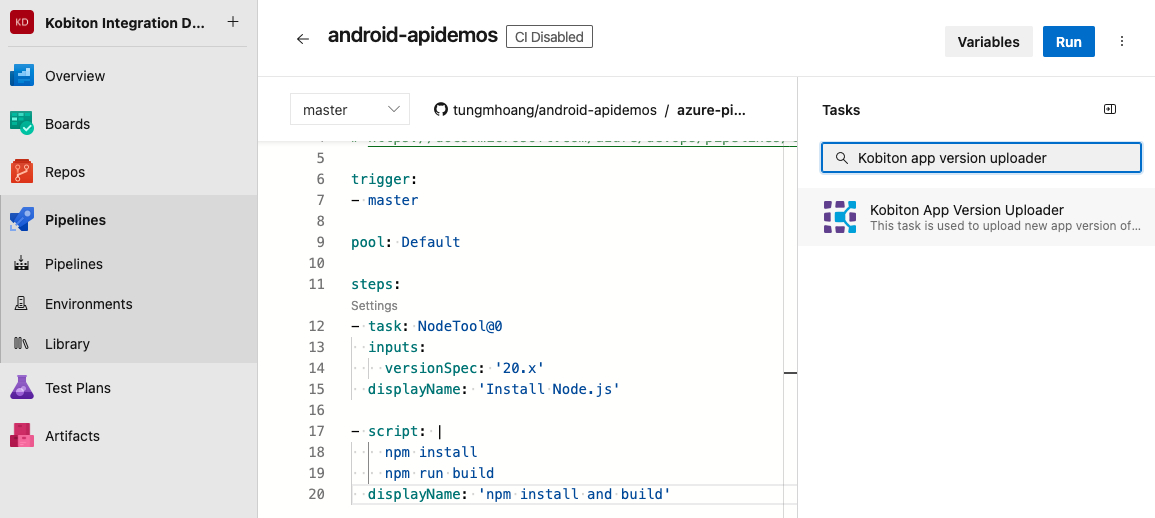 KD Kobiton Integration D... +
Overview
Boards
Repos
Pipelines
Pipelines
Environments
Library
Test Plans
Artifacts
android-apidemos CI Disabled
Variables Run
master tungmhoang/android-apidemos / azure-pi...
5
6 trigger:
7 - master
8
9 pool: Default
10
11 steps:
Settings
12 - task: NodeTool@0
13 inputs:
14 versionSpec: '20.x'
15 displayName: 'Install Node.js'
16
17 - script: |
18 npm install
19 npm run build
20 displayName: 'npm install and build'
Tasks
Kobiton app version uploader
Kobiton App Version Uploader
This task is used to upload new app version of...